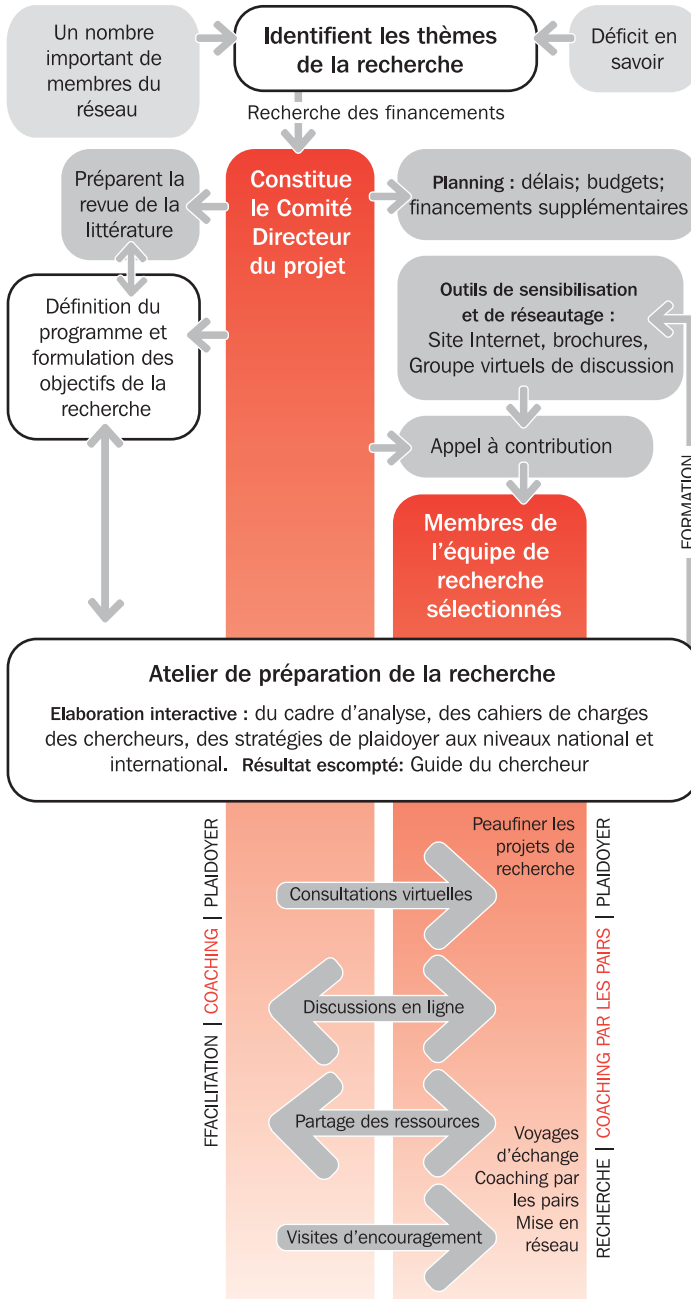 Un nombre
important de
membres du
réseau
Identifient les thèmes
de la recherche
Déficit en
savoir
Recherche des financements
Préparent la
revue de la
littérature
Constitue
le Comité
Directeur
du projet
Planning : délais; budgets;
financements supplémentaires
Définition du
programme et
formulation des
objectifs de la
recherche
Outils de sensibilisation
et de réseautage :
Site Internet, brochures,
Groupe virtuels de discussion
Appel à contribution
FORMATION
Membres de
l'équipe de
recherche
sélectionnés
Atelier de préparation de la recherche
Elaboration interactive : du cadre d'analyse, des cahiers de charges
des chercheurs, des stratégies de plaidoyer aux niveaux national et
international. Résultat escompté: Guide du chercheur
FFACILITATION | COACHING | PLAIDOYER
Peaufiner les
projets de
recherche
Consultations virtuelles
Discussions en ligne
Partage des ressources
Voyages
d'échange
Coaching par
les pairs
Mise en
réseau
Visites d'encouragement
RECHERCHE | COACHING PAR LES PAIRS | PLAIDOYER